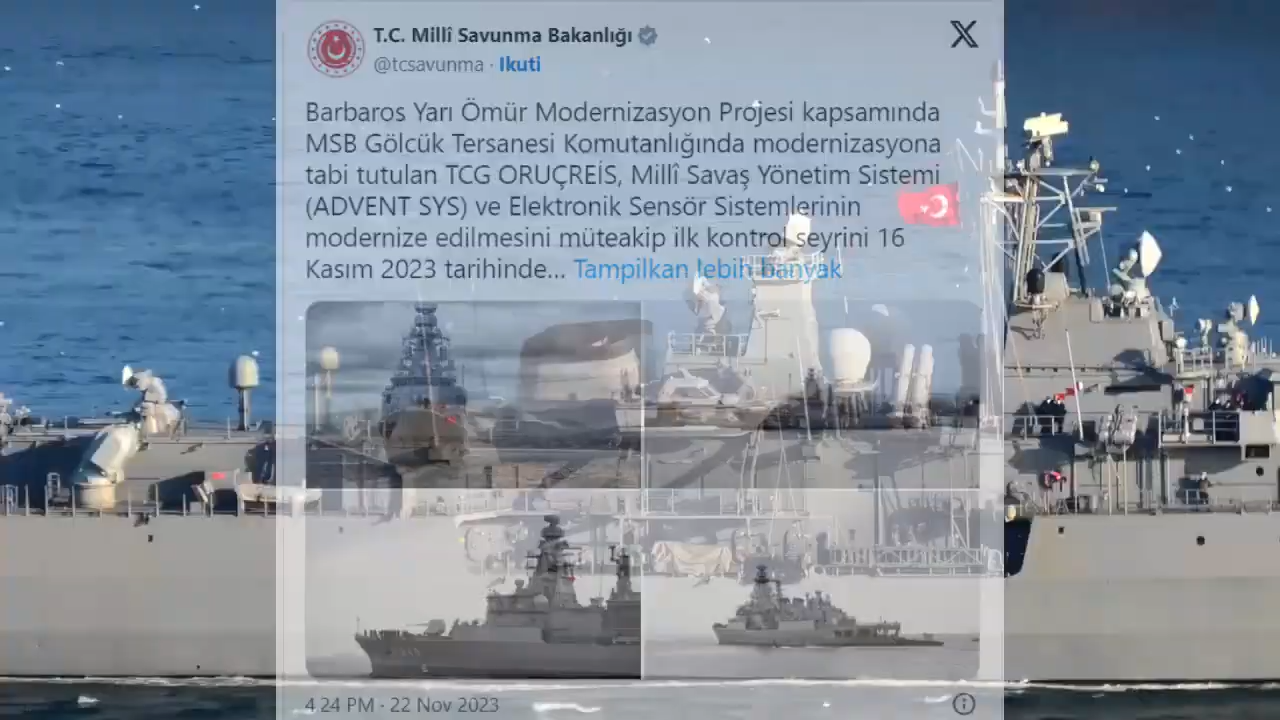 T.C. Millî Savunma Bakanlığı
@tcsavunma · Ikuti
Barbaros Yarı Ömür Modernizasyon Projesi kapsamında
MSB Gölcük Tersanesi Komutanlığında modernizasyona
tabi tutulan TCG ORUÇREİS, Millî Savaş Yönetim Sistemi
(ADVENT SYS) ve Elektronik Sensör Sistemlerinin
modernize edilmesini müteakip ilk kontrol seyrini 16
Kasım 2023 tarihinde... Tampilkan lebih banyak
4:24 PM · 22 Nov 2023